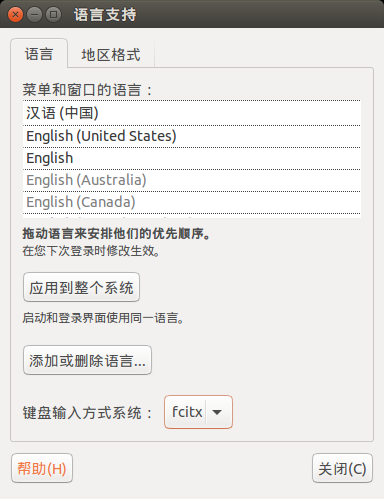 语言支持
语言
地区格式
菜单和窗口的语言：
汉语 (中国)
English (United States)
English
English (Australia)
English (Canada)
拖动语言来安排他们的优先顺序。
在您下次登录时修改生效。
应用到整个系统
启动和登录界面使用同一语言。
添加或删除语言...
键盘输入方式系统： fcitx
帮助(H)
关闭(C)